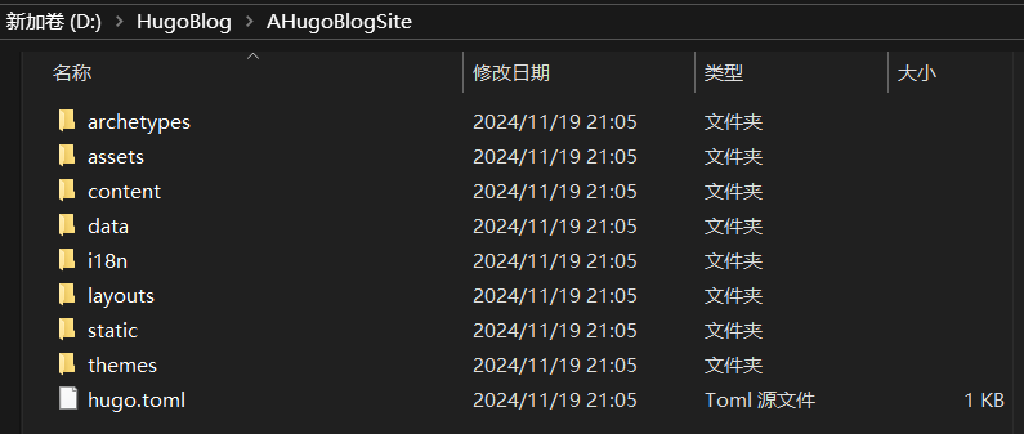 新加卷 (D:) > HugoBlog > AHugoBlogSite
名称 修改日期 类型 大小
archetypes 2024/11/19 21:05 文件夹
assets 2024/11/19 21:05 文件夹
content 2024/11/19 21:05 文件夹
data 2024/11/19 21:05 文件夹
i18n 2024/11/19 21:05 文件夹
layouts 2024/11/19 21:05 文件夹
static 2024/11/19 21:05 文件夹
themes 2024/11/19 21:05 文件夹
hugo.toml 2024/11/19 21:05 Toml 源文件 1 KB